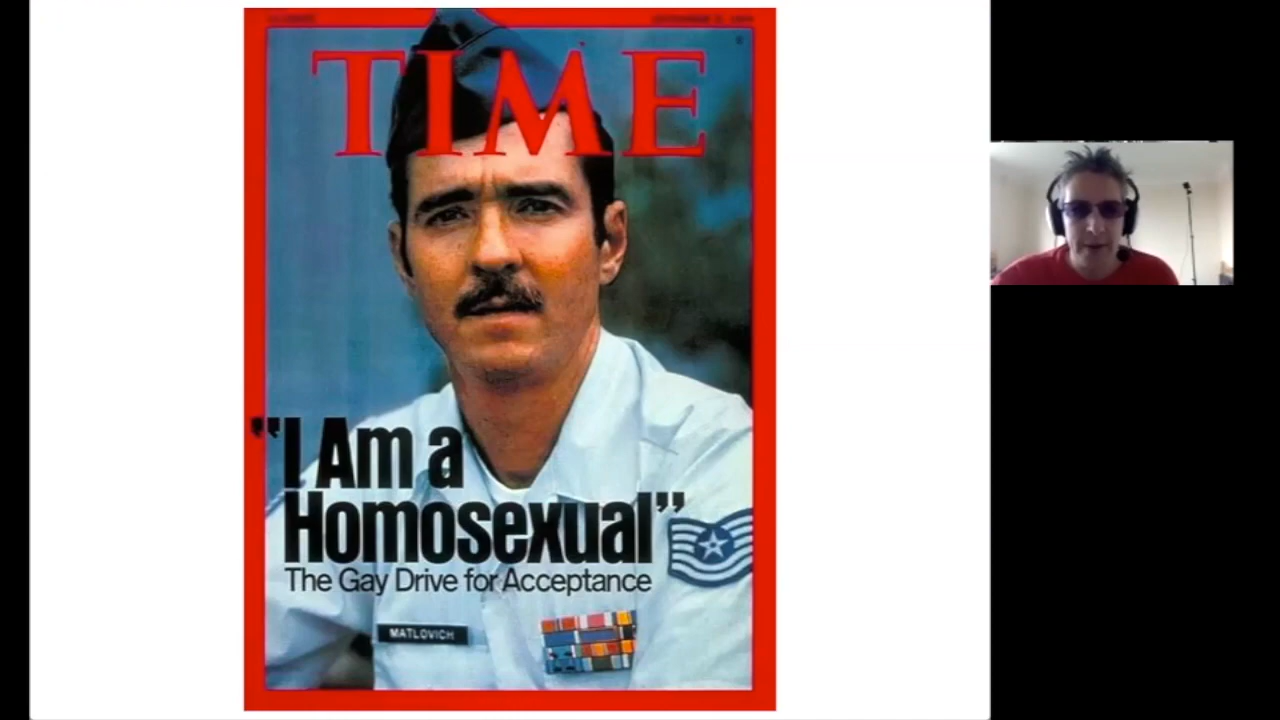 TIME
"I Am a
Homosexual”
The Gay Drive for Acceptance
MATLOVICH